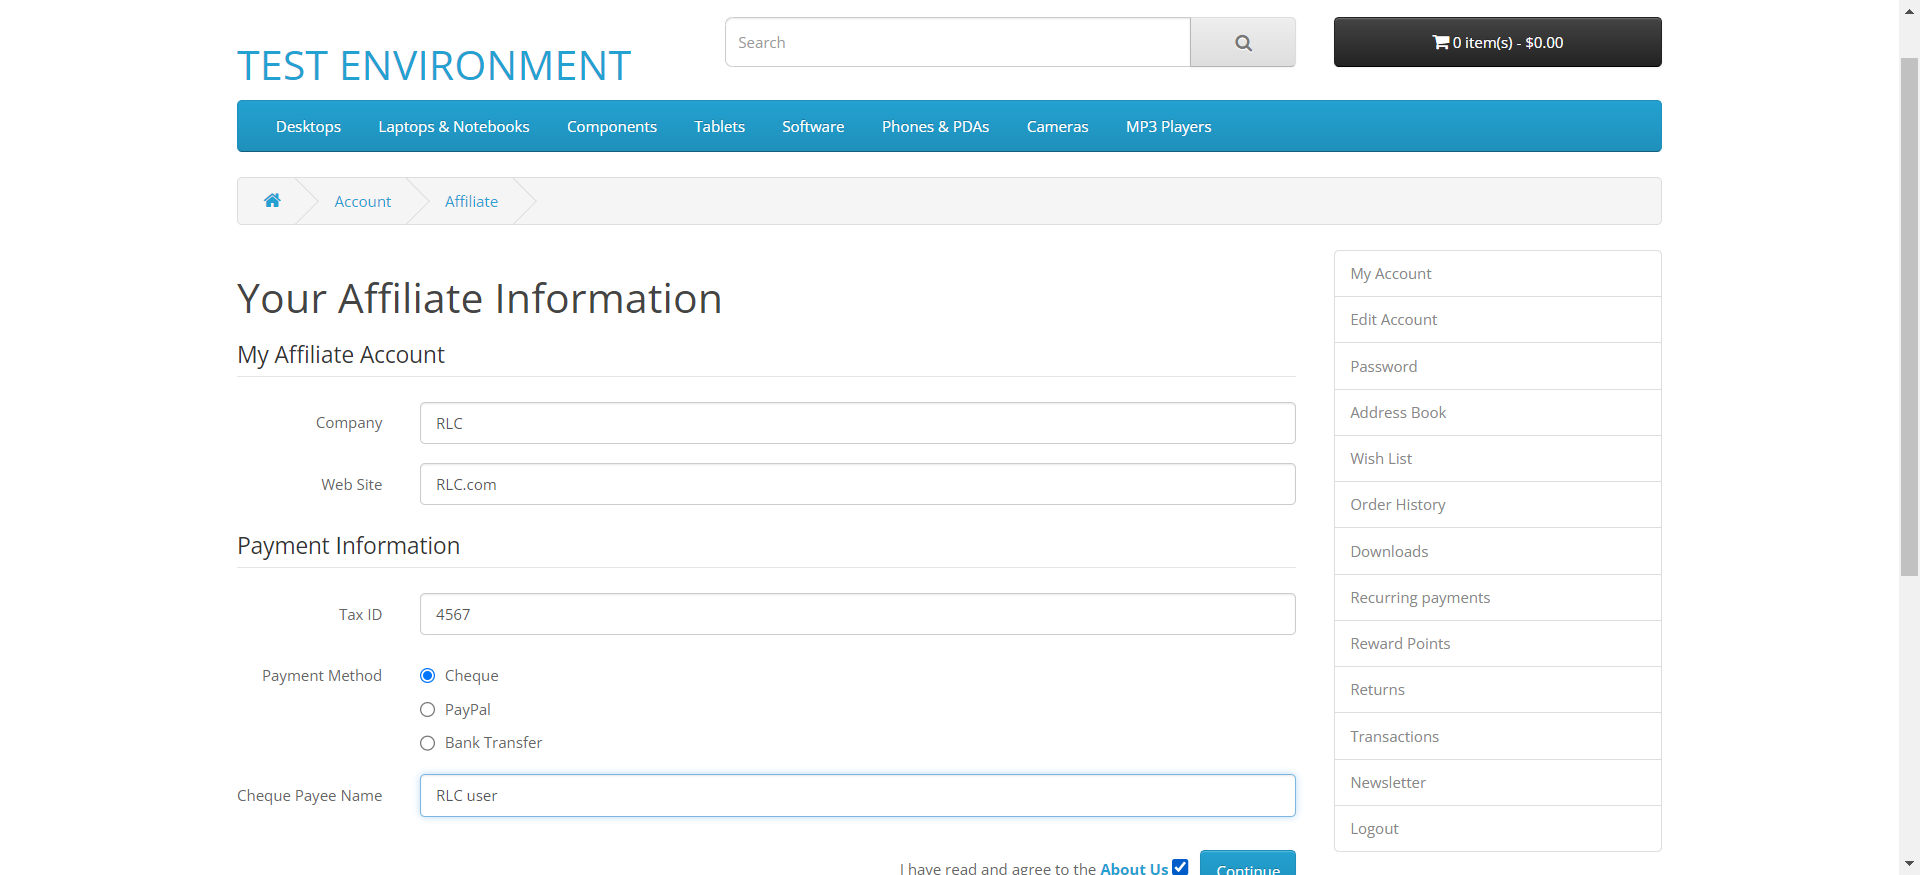 TEST ENVIRONMENT
Search
0 item(s) - $0.00
Desktops
Laptops & Notebooks
Components
Tablets
Software
Phones & PDAs
Cameras
MP3 Players
Account
Affiliate
Your Affiliate Information
My Affiliate Account
Company
RLC
Web Site
RLC.com
Payment Information
Tax ID
4567
Payment Method
Cheque
PayPal
Bank Transfer
Cheque Payee Name
RLC user
I have read and agree to the About Us
Continue
My Account
Edit Account
Password
Address Book
Wish List
Order History
Downloads
Recurring payments
Reward Points
Returns
Transactions
Newsletter
Logout